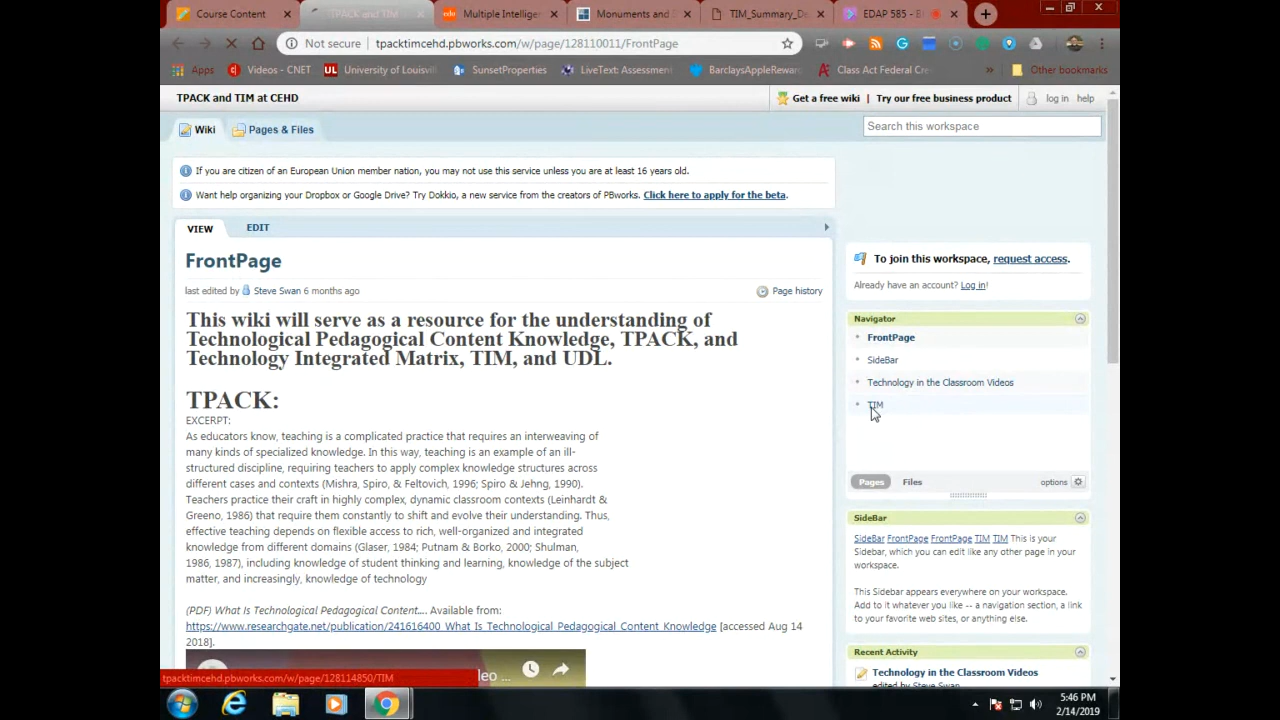 Course Content
TPACK and TIM
Multiple Intelligen
Monuments and
TIM_Summary_De
EDAP 585 -
Not secure
tpacktimcehd.pbworks.com/w/page/128110011/FrontPage
Apps
Videos - CNET
University of Louisvil
SunsetProperties
LiveText: Assessment
BarclaysAppleRewar
Class Act Federal Cre
»
Other bookmarks
TPACK and TIM at CEHD
Get a free wiki | Try our free business product
log in
help
Wiki
Pages & Files
Search this workspace
If you are citizen of an European Union member nation, you may not use this service unless you are at least 16 years old.
Want help organizing your Dropbox or Google Drive? Try Dokkio, a new service from the creators of PBworks. Click here to apply for the beta.
VIEW
EDIT
FrontPage
last edited by Steve Swan 6 months ago
Page history
This wiki will serve as a resource for the understanding of
Technological Pedagogical Content Knowledge, TPACK, and
Technology Integrated Matrix, TIM, and UDL.
TPACK:
EXCERPT:
As educators know, teaching is a complicated practice that requires an interweaving of
many kinds of specialized knowledge. In this way, teaching is an example of an ill-
structured discipline, requiring teachers to apply complex knowledge structures across
different cases and contexts (Mishra, Spiro, & Feltovich, 1996; Spiro & Jehng, 1990).
Teachers practice their craft in highly complex, dynamic classroom contexts (Leinhardt &
Greeno, 1986) that require them constantly to shift and evolve their understanding. Thus,
effective teaching depends on flexible access to rich, well-organized and integrated
knowledge from different domains (Glaser, 1984; Putnam & Borko, 2000; Shulman,
1986, 1987), including knowledge of student thinking and learning, knowledge of the subject
matter, and increasingly, knowledge of technology
(PDF) What Is Technological Pedagogical Content.... Available from:
https://www.researchgate.net/publication/241616400_What_Is_Technological_Pedagogical_Content_Knowledge [accessed Aug 14
2018].
leo ...
tpacktimcehd.pbworks.com/w/page/128114850/TIM
To join this workspace, request access.
Already have an account? Log in!
Navigator
FrontPage
SideBar
Technology in the Classroom Videos
TIM
Pages
Files
options
SideBar
SideBar FrontPage FrontPage TIM TIM This is your
Sidebar, which you can edit like any other page in your
workspace.
This Sidebar appears everywhere on your workspace.
Add to it whatever you like -- a navigation section, a link
to your favorite web sites, or anything else.
Recent Activity
Technology in the Classroom Videos
edited by Steve Swan
5:46 PM
2/14/2019